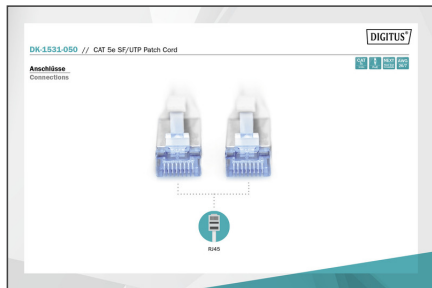 DIGITUS®
DK-1531-050 // CAT 5e SF/UTP Patch Cord
Anschlüsse
Connections
RJ45